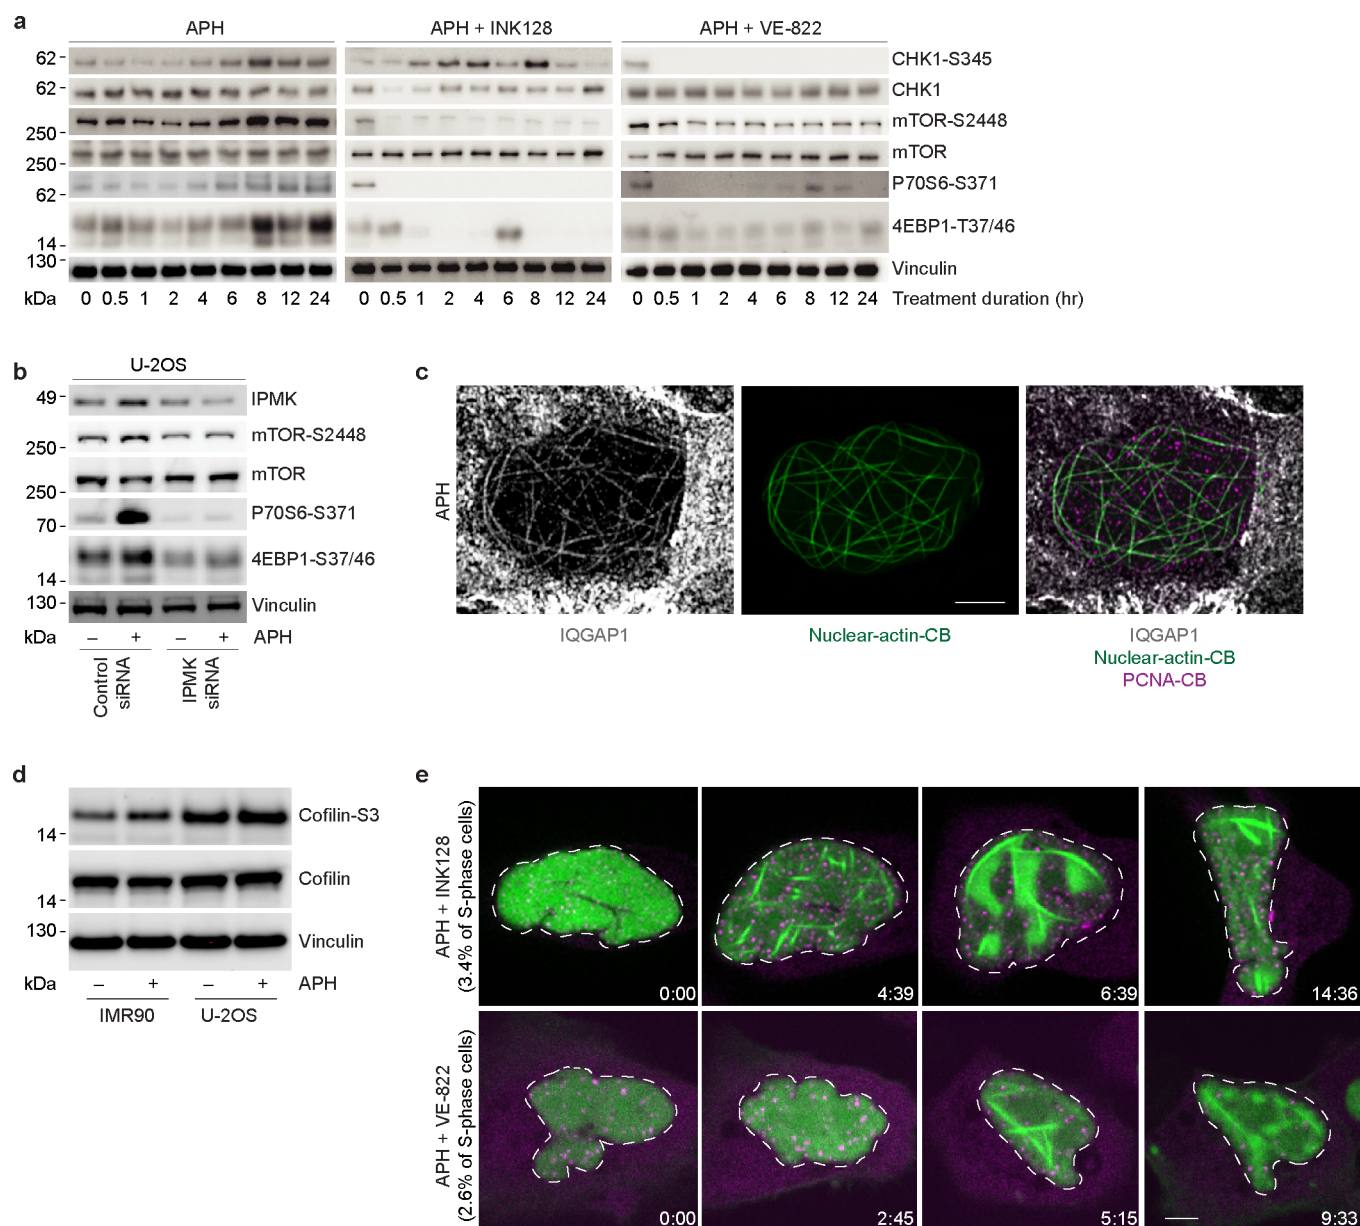 a
APH
APH + INK128
APH + VE-822
62
CHK1-S345
62
CHK1
250
mTOR-S2448
250
mTOR
62
P70S6-S371
14
4EBP1-T37/46
130
Vinculin
kDa
0 0.5 1 2 4 6 8 12 24
0 0.5 1 2 4 6 8 12 24
0 0.5 1 2 4 6 8 12 24
Treatment duration (hr)
b
U-2OS
49
IPMK
250
mTOR-S2448
250
mTOR
70
P70S6-S371
14
4EBP1-S37/46
130
Vinculin
kDa
– + – + APH
Control
siRNA
IPMK
siRNA
c
APH
IQGAP1
Nuclear-actin-CB
IQGAP1
Nuclear-actin-CB
PCNA-CB
d
14
Cofilin-S3
14
Cofilin
130
Vinculin
kDa
– + – + APH
IMR90
U-2OS
e
APH + INK128
(3.4% of S-phase cells)
0:00
4:39
6:39
14:36
APH + VE-822
(2.6% of S-phase cells)
0:00
2:45
5:15
9:33